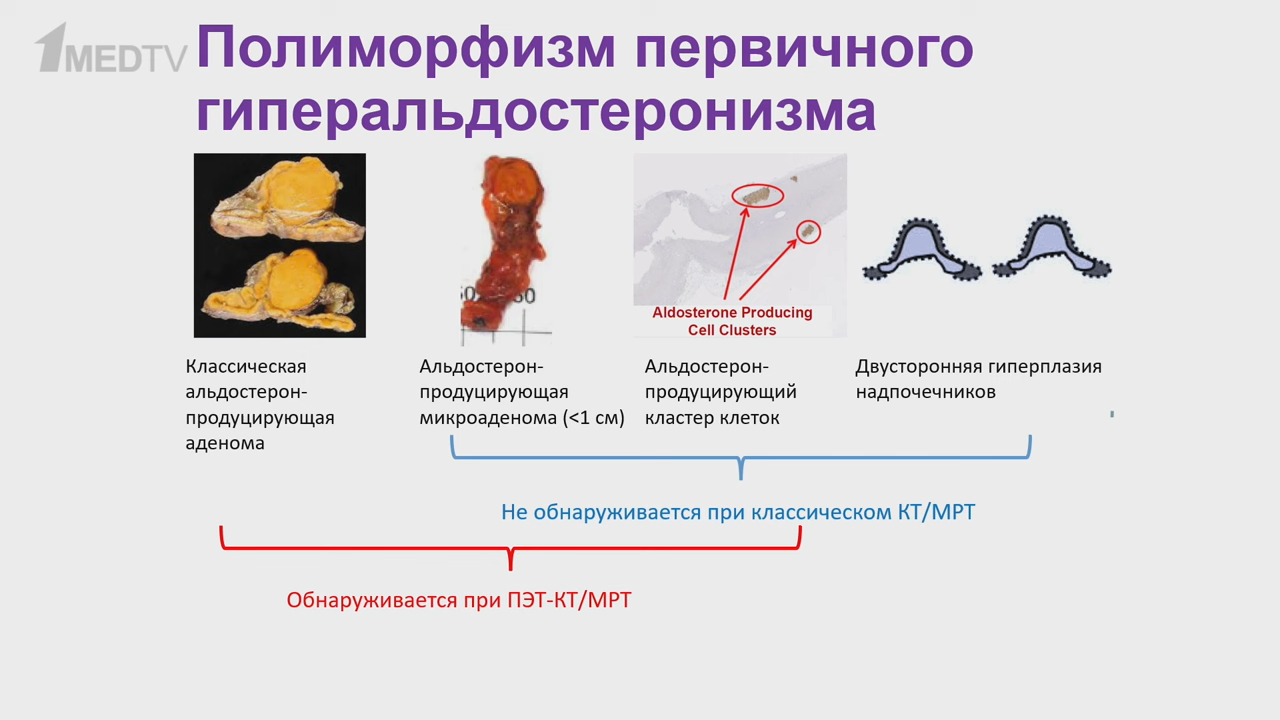 1MEDTV
Полиморфизм первичного
гиперальдостеронизма
Aldosterone Producing
Cell Clusters
Классическая
альдостерон-
продуцирующая
аденома
Альдостерон-
продуцирующая
микроаденома (<1 см)
Альдостерон-
продуцирующий
кластер клеток
Двусторонняя гиперплазия
надпочечников
Не обнаруживается при классическом КТ/МРТ
Обнаруживается при ПЭТ-КТ/МРТ